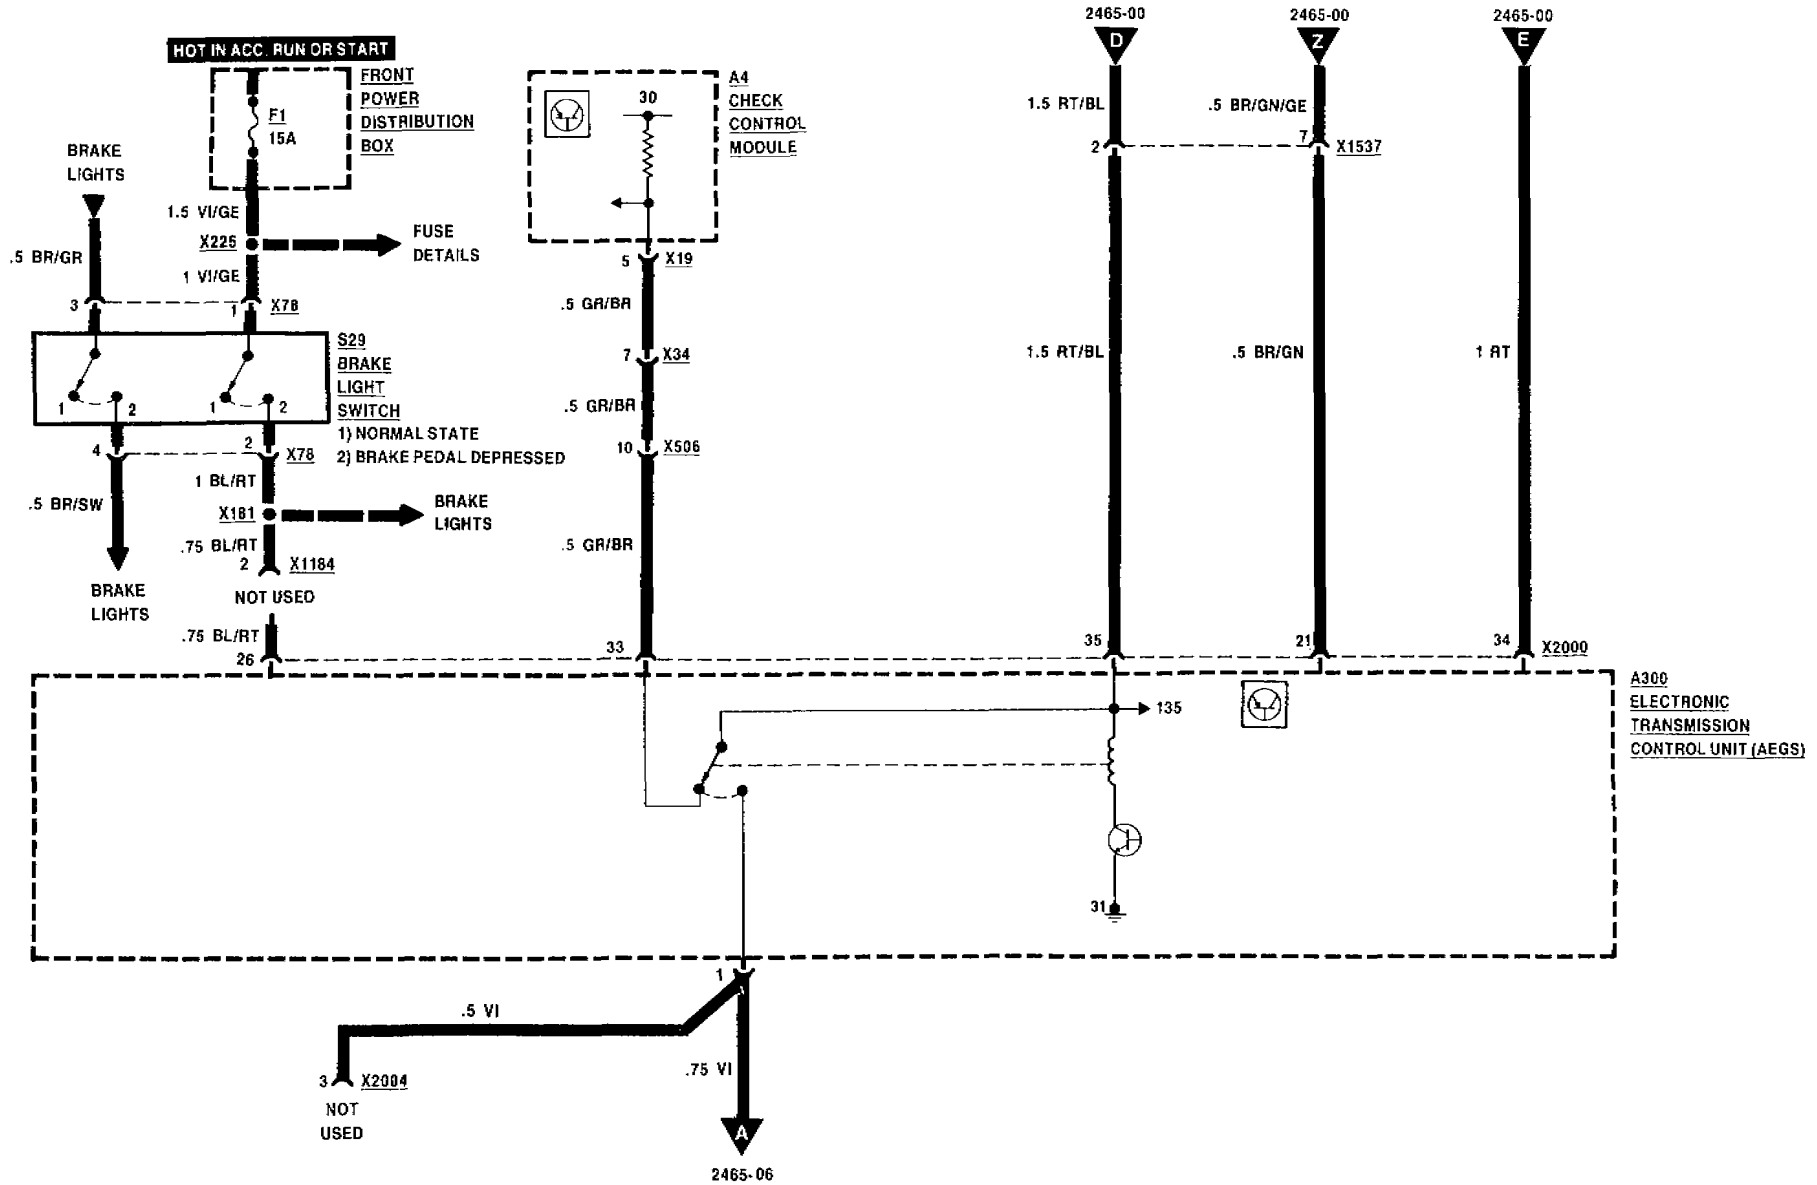 2465-00
2465-00
2465-00
D
Z
E
HOT IN ACC. RUN OR START
FRONT
POWER
DISTRIBUTION
BOX
F1
15A
A4
CHECK
CONTROL
MODULE
30
1.5 RT/BL
.5 BR/GN/GE
2
7
X1537
BRAKE
LIGHTS
1.5 VI/GE
X226
FUSE
DETAILS
.5 BR/GR
1 VI/GE
5
X19
3
1
X78
.5 GR/BR
S29
BRAKE
LIGHT
SWITCH
1) NORMAL STATE
2) BRAKE PEDAL DEPRESSED
1
2
1
2
7
X34
1.5 RT/BL
.5 BR/GN
1 RT
.5 GR/BR
4
2
X78
10
X506
1 BL/RT
.5 BR/SW
X181
BRAKE
LIGHTS
.75 BL/RT
2
X1184
.5 GR/BR
BRAKE
LIGHTS
NOT USED
.75 BL/RT
26
33
35
21
34
X2000
A300
ELECTRONIC
TRANSMISSION
CONTROL UNIT (AEGS)
135
31
1
.5 VI
.75 VI
3
X2004
NOT
USED
A
2465-06